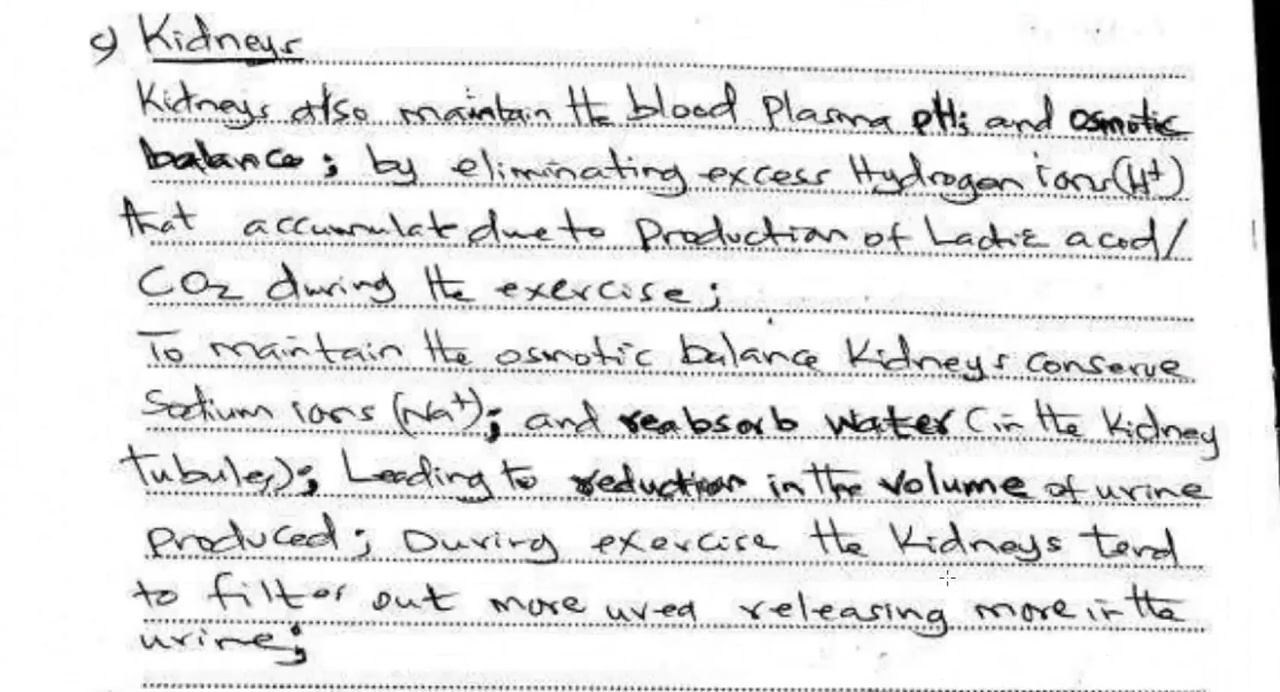 c) Kidneys
Kidneys also maintain the blood plasma pH; and osmotic
balance; by eliminating excess Hydrogen ions (H+)
that accumulate due to production of Lactic acid/
CO2 during the exercise;
To maintain the osmotic balance Kidneys conserve
Sodium ions (Na+); and reabsorb water (in the Kidney
tubules); Leading to reduction in the volume of urine
produced; During exercise the Kidneys tend
to filter out more urea releasing more in the
urine;